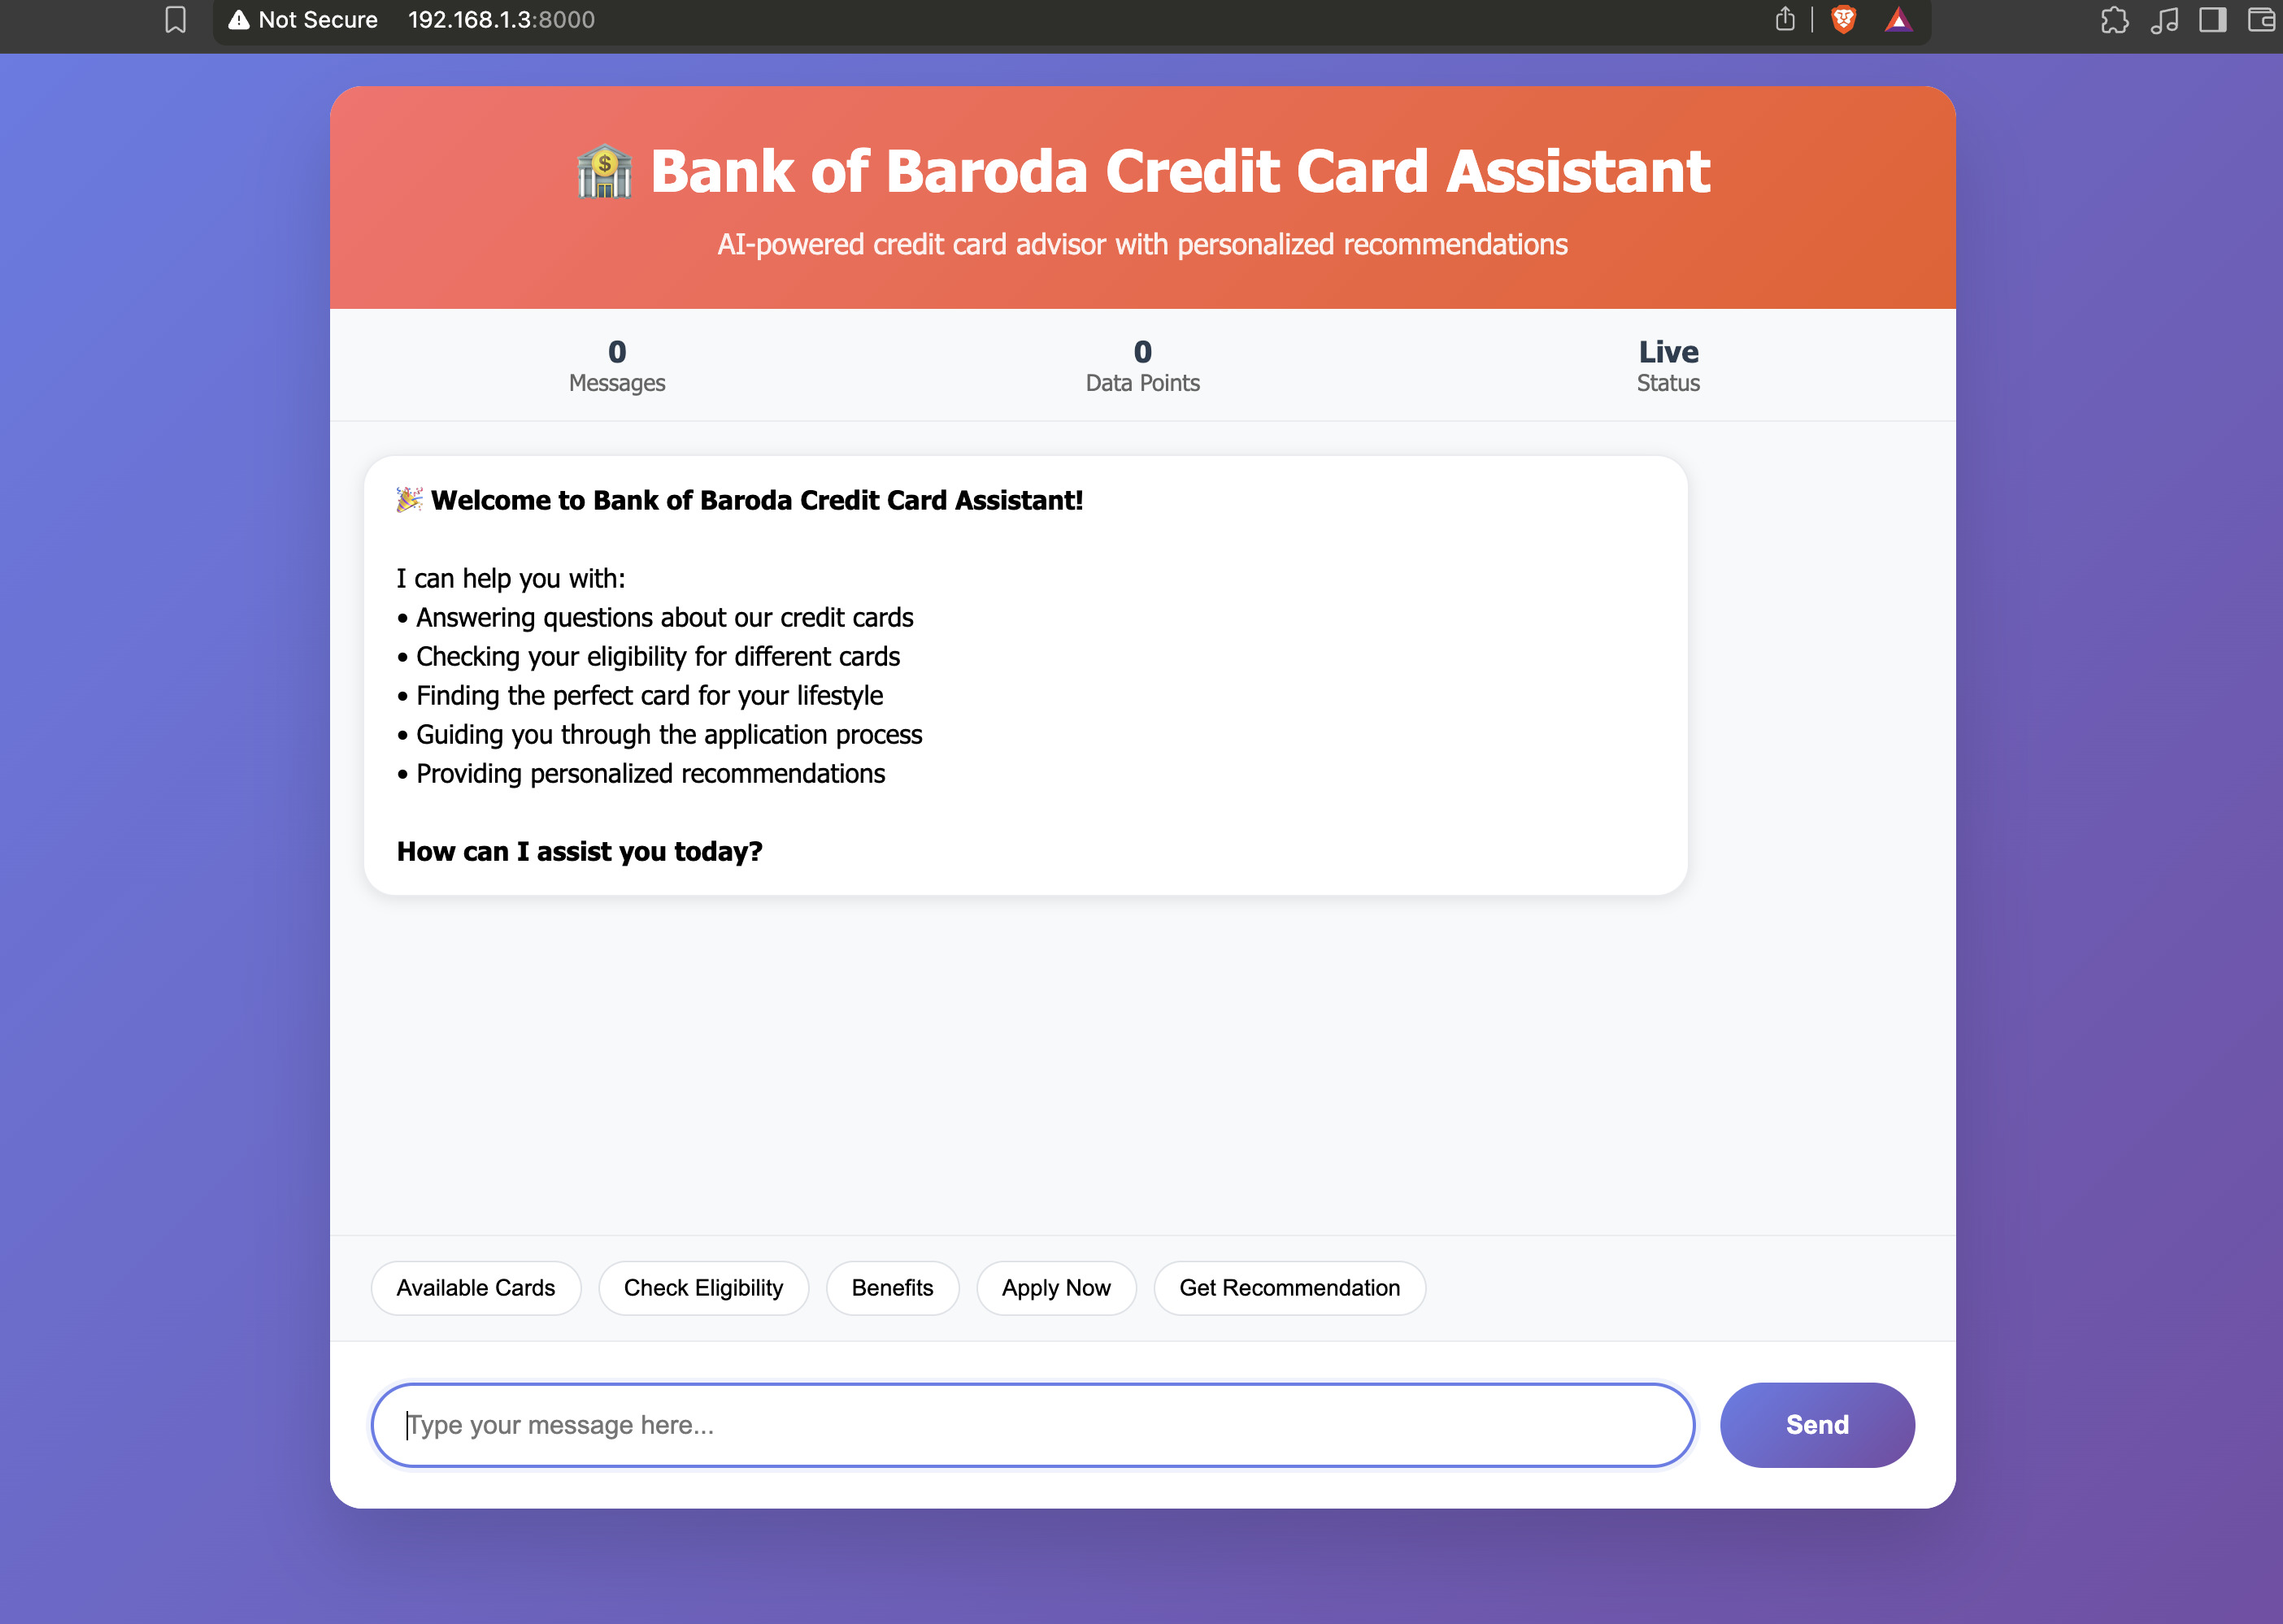 Not Secure 192.168.1.3:8000
Bank of Baroda Credit Card Assistant
AI-powered credit card advisor with personalized recommendations
0
Messages
0
Data Points
Live
Status
Welcome to Bank of Baroda Credit Card Assistant!
I can help you with:
• Answering questions about our credit cards
• Checking your eligibility for different cards
• Finding the perfect card for your lifestyle
• Guiding you through the application process
• Providing personalized recommendations
How can I assist you today?
Available Cards
Check Eligibility
Benefits
Apply Now
Get Recommendation
Type your message here...
Send